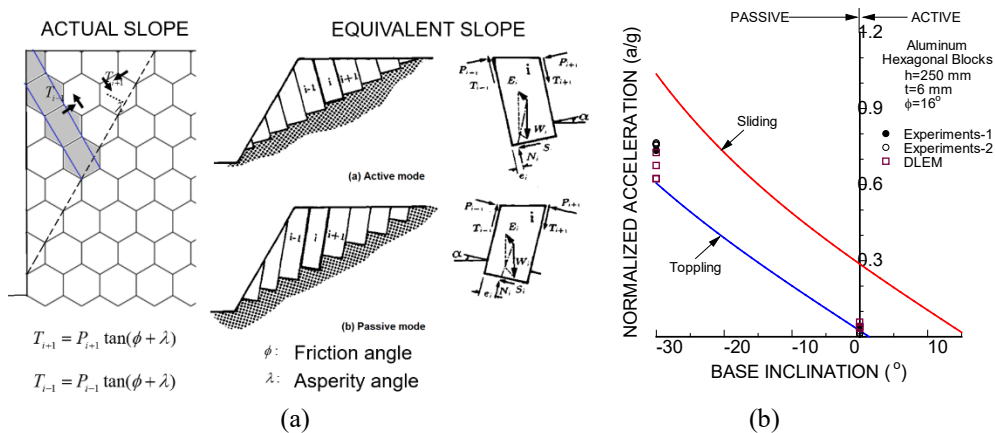 ACTUAL SLOPE
T_{i+1}
T_{i-1}
T_{i+1} = P_{i+1} tan(ϕ + λ)
T_{i-1} = P_{i-1} tan(ϕ + λ)
EQUIVALENT SLOPE
i-1 i i+1
P_{i-1} i P_{i+1}
T_{i-1} E_i T_{i+1}
W_i α
S
N_i
e_i
(a) Active mode
i-1 i i+1
P_{i-1} i P_{i+1}
T_{i-1} E_i T_{i+1}
α W_i
e_i N_i S_i
(b) Passive mode
ϕ: Friction angle
λ: Asperity angle
(a)
PASSIVE ACTIVE
NORMALIZED ACCELERATION (a/g)
1.2
0.9
0.6
0.3
Aluminum
Hexagonal Blocks
h=250 mm
t=6 mm
ϕ=16°
Experiments-1
Experiments-2
DLEM
Sliding
Toppling
-30 -20 -10 0 10
BASE INCLINATION (°)
(b)